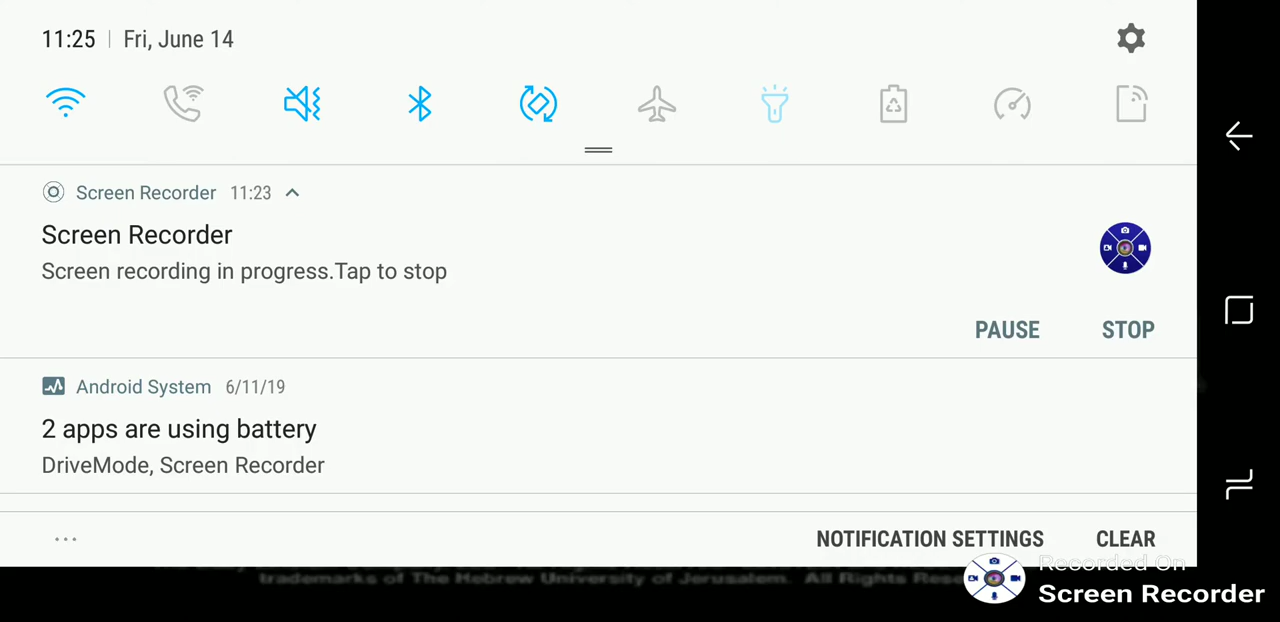 11:25 | Fri, June 14
Screen Recorder 11:23
Screen Recorder
Screen recording in progress.Tap to stop
PAUSE STOP
Android System 6/11/19
2 apps are using battery
DriveMode, Screen Recorder
... NOTIFICATION SETTINGS CLEAR
Recorded On
trademarks of The Hebrew University of Jerusalem. All Rights
Screen Recorder